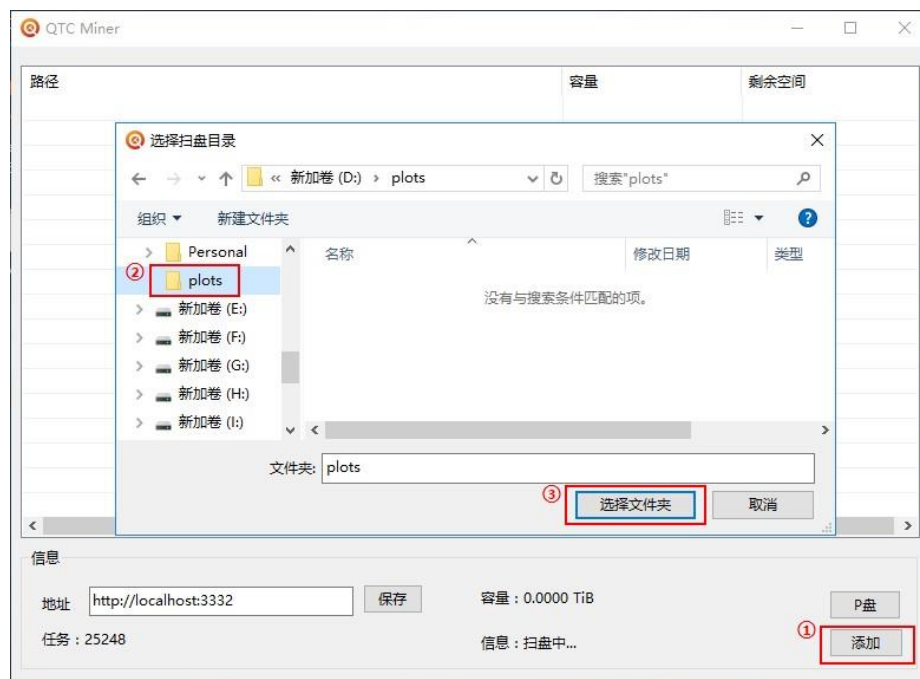 QTC Miner
路径 容量 剩余空间
选择扫盘目录
« 新加卷 (D:) › plots 搜索"plots"
组织 新建文件夹
Personal 名称 修改日期 类型
② plots
没有与搜索条件匹配的项。
新加卷 (E:)
新加卷 (F:)
新加卷 (G:)
新加卷 (H:)
新加卷 (I:)
文件夹: plots
③ 选择文件夹 取消
信息
地址 http://localhost:3332 保存 容量：0.0000 TiB P盘
任务：25248 信息：扫盘中... ① 添加